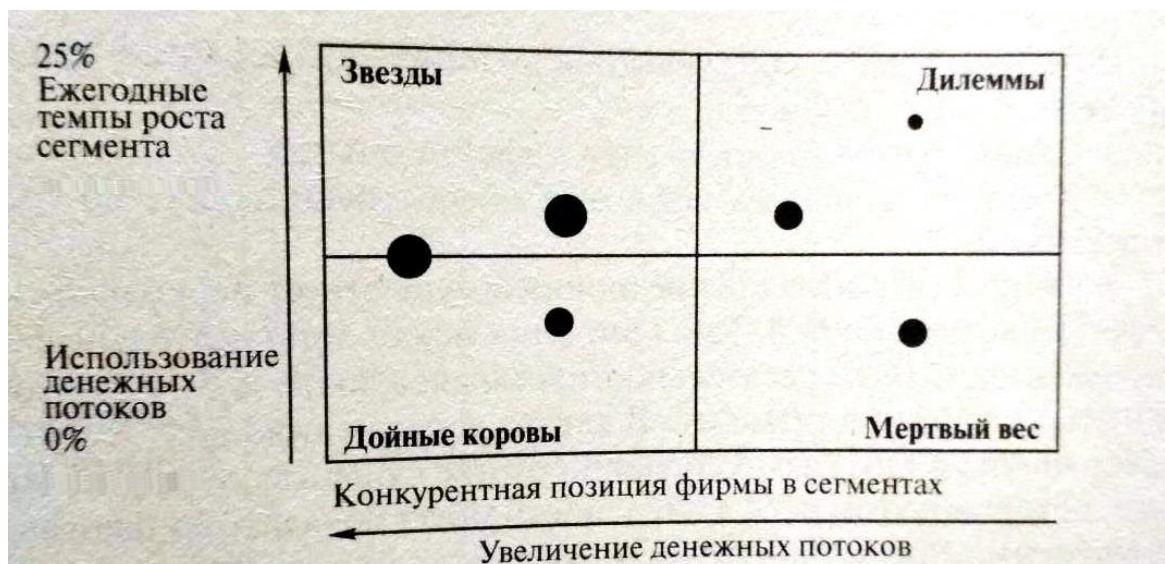 25%
Ежегодные
темпы роста
сегмента
Звезды
Дилеммы
Использование
денежных
потоков
0%
Дойные коровы
Мертвый вес
Конкурентная позиция фирмы в сегментах
Увеличение денежных потоков